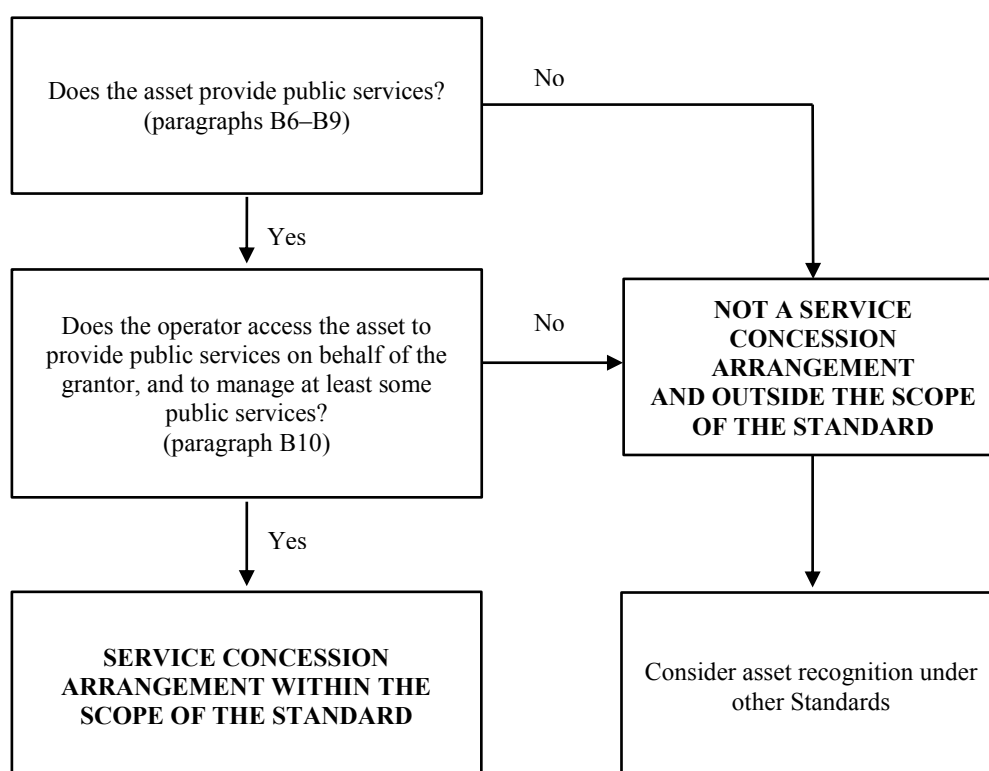 Does the asset provide public services?
(paragraphs B6–B9)
No
Yes
Does the operator access the asset to
provide public services on behalf of the
grantor, and to manage at least some
public services?
(paragraph B10)
No
NOT A SERVICE
CONCESSION
ARRANGEMENT
AND OUTSIDE THE SCOPE
OF THE STANDARD
Yes
SERVICE CONCESSION
ARRANGEMENT WITHIN THE
SCOPE OF THE STANDARD
Consider asset recognition under
other Standards